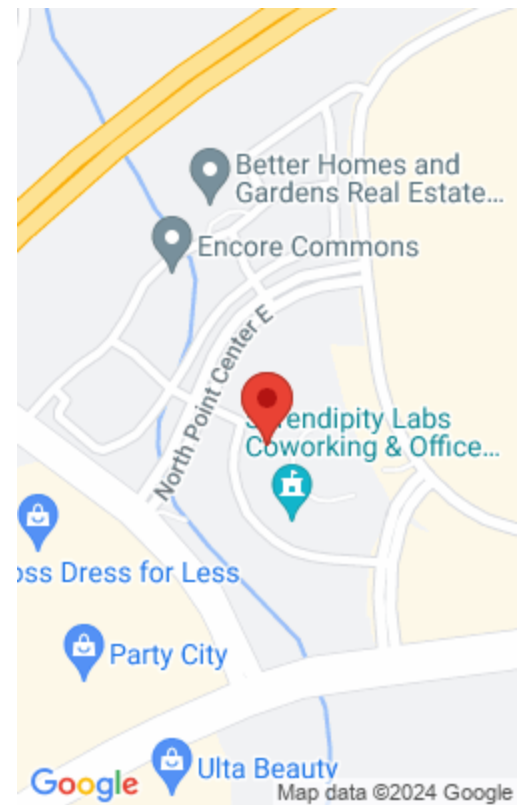 Better Homes and
Gardens Real Estate...
Encore Commons
North Point Center E
Labs
Coworking & Office...
Dress for Less
Party City
Ulta Beauty
Google
Map data ©2024 Google